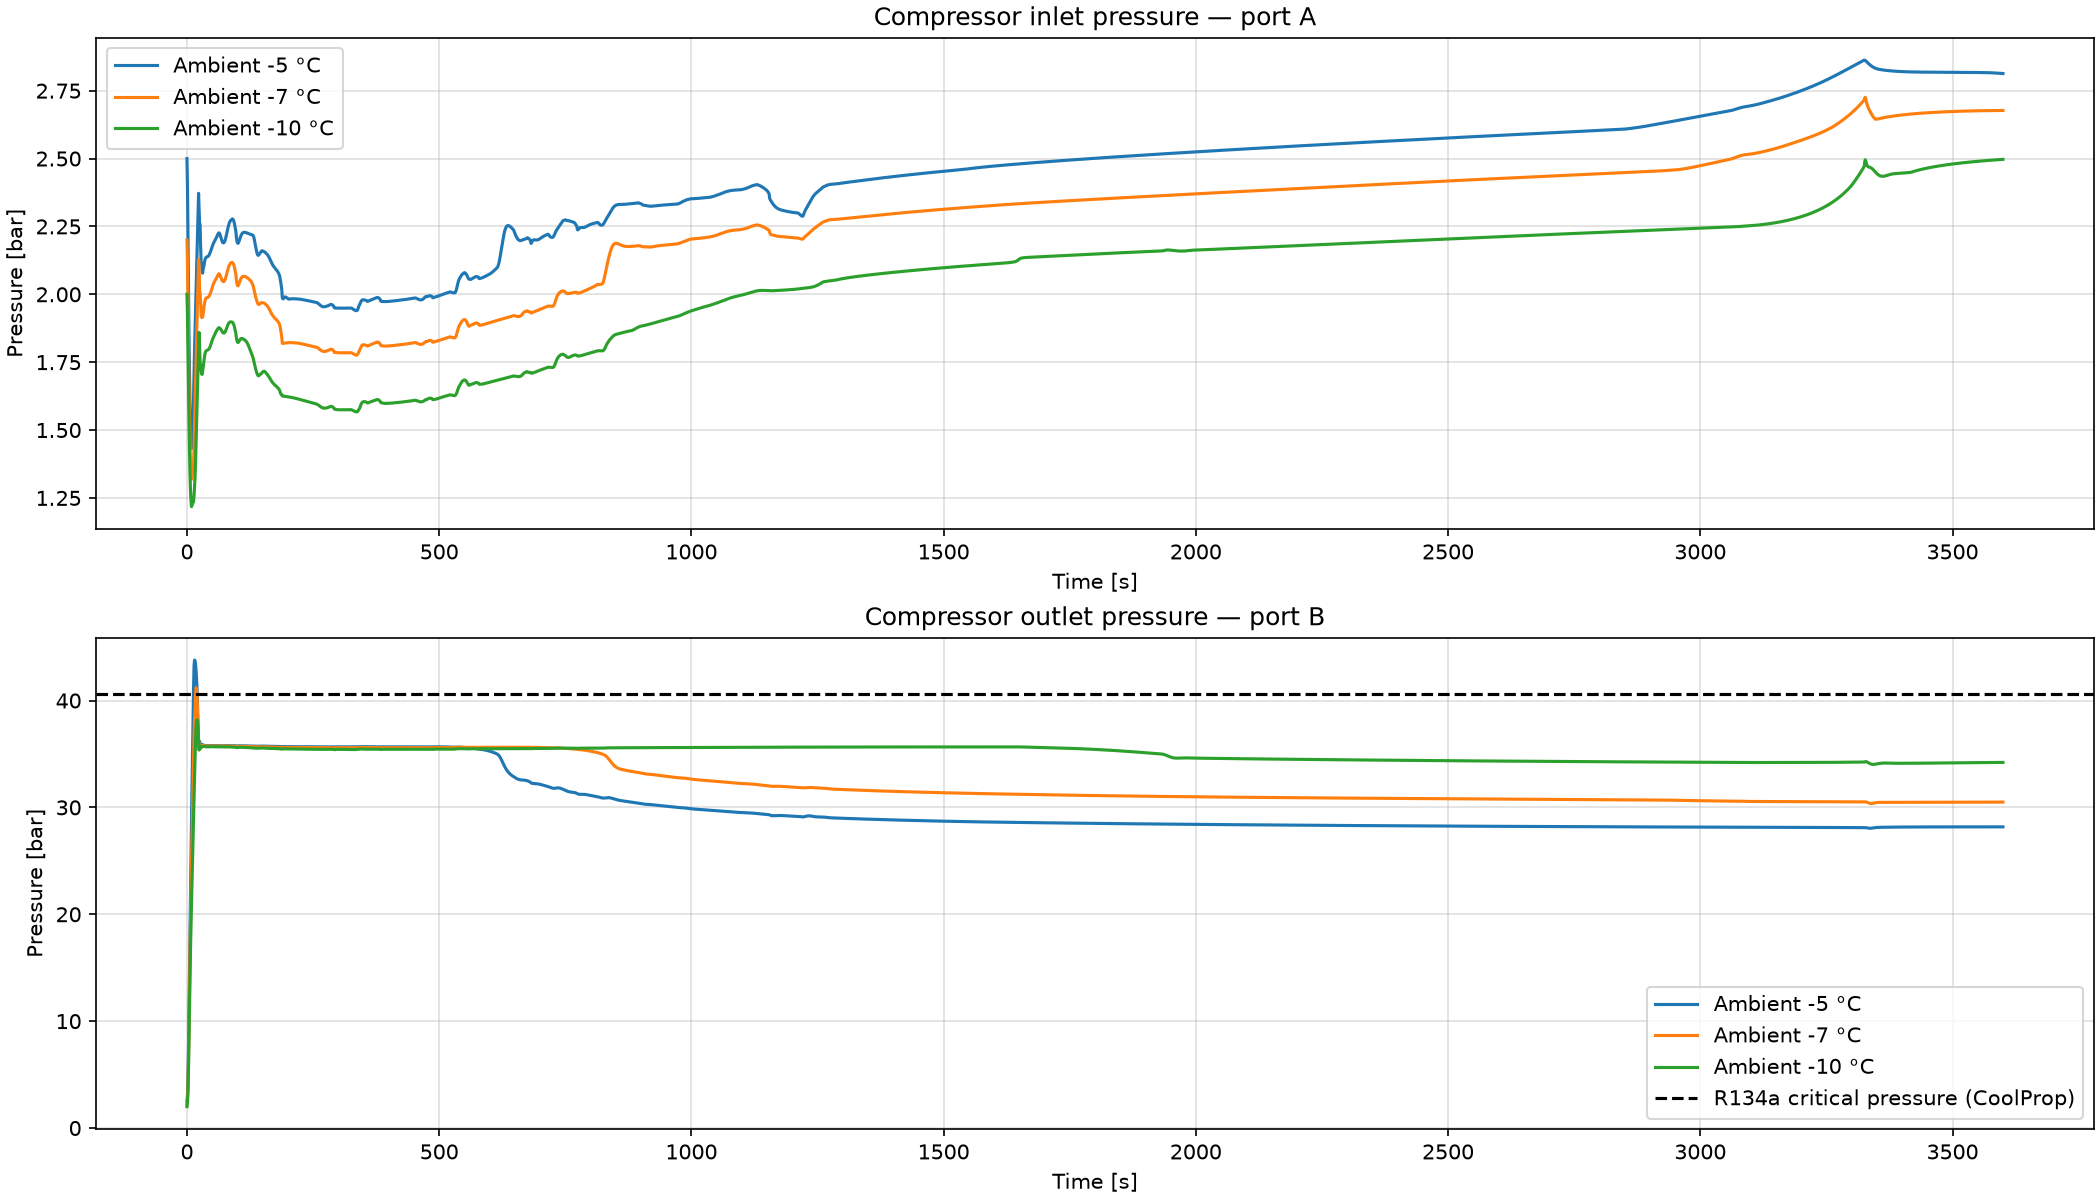 Compressor inlet pressure — port A
Pressure [bar]
2.75
2.50
2.25
2.00
1.75
1.50
1.25
Ambient -5 °C
Ambient -7 °C
Ambient -10 °C
0 500 1000 1500 2000 2500 3000 3500
Time [s]
Compressor outlet pressure — port B
Pressure [bar]
40
30
20
10
0
Ambient -5 °C
Ambient -7 °C
Ambient -10 °C
R134a critical pressure (CoolProp)
0 500 1000 1500 2000 2500 3000 3500
Time [s]